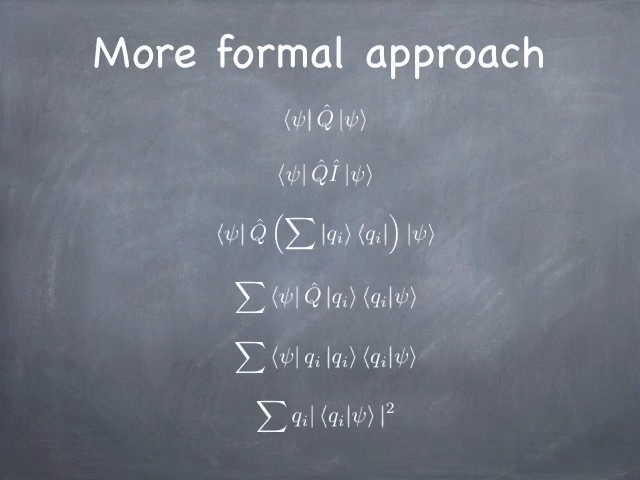 More formal approach
⟨ψ| Q̂ |ψ⟩
⟨ψ| Q̂Î |ψ⟩
⟨ψ| Q̂ (∑ |qᵢ⟩ ⟨qᵢ|) |ψ⟩
∑ ⟨ψ| Q̂ |qᵢ⟩ ⟨qᵢ|ψ⟩
∑ ⟨ψ| qᵢ |qᵢ⟩ ⟨qᵢ|ψ⟩
∑ qᵢ| ⟨qᵢ|ψ⟩ |²